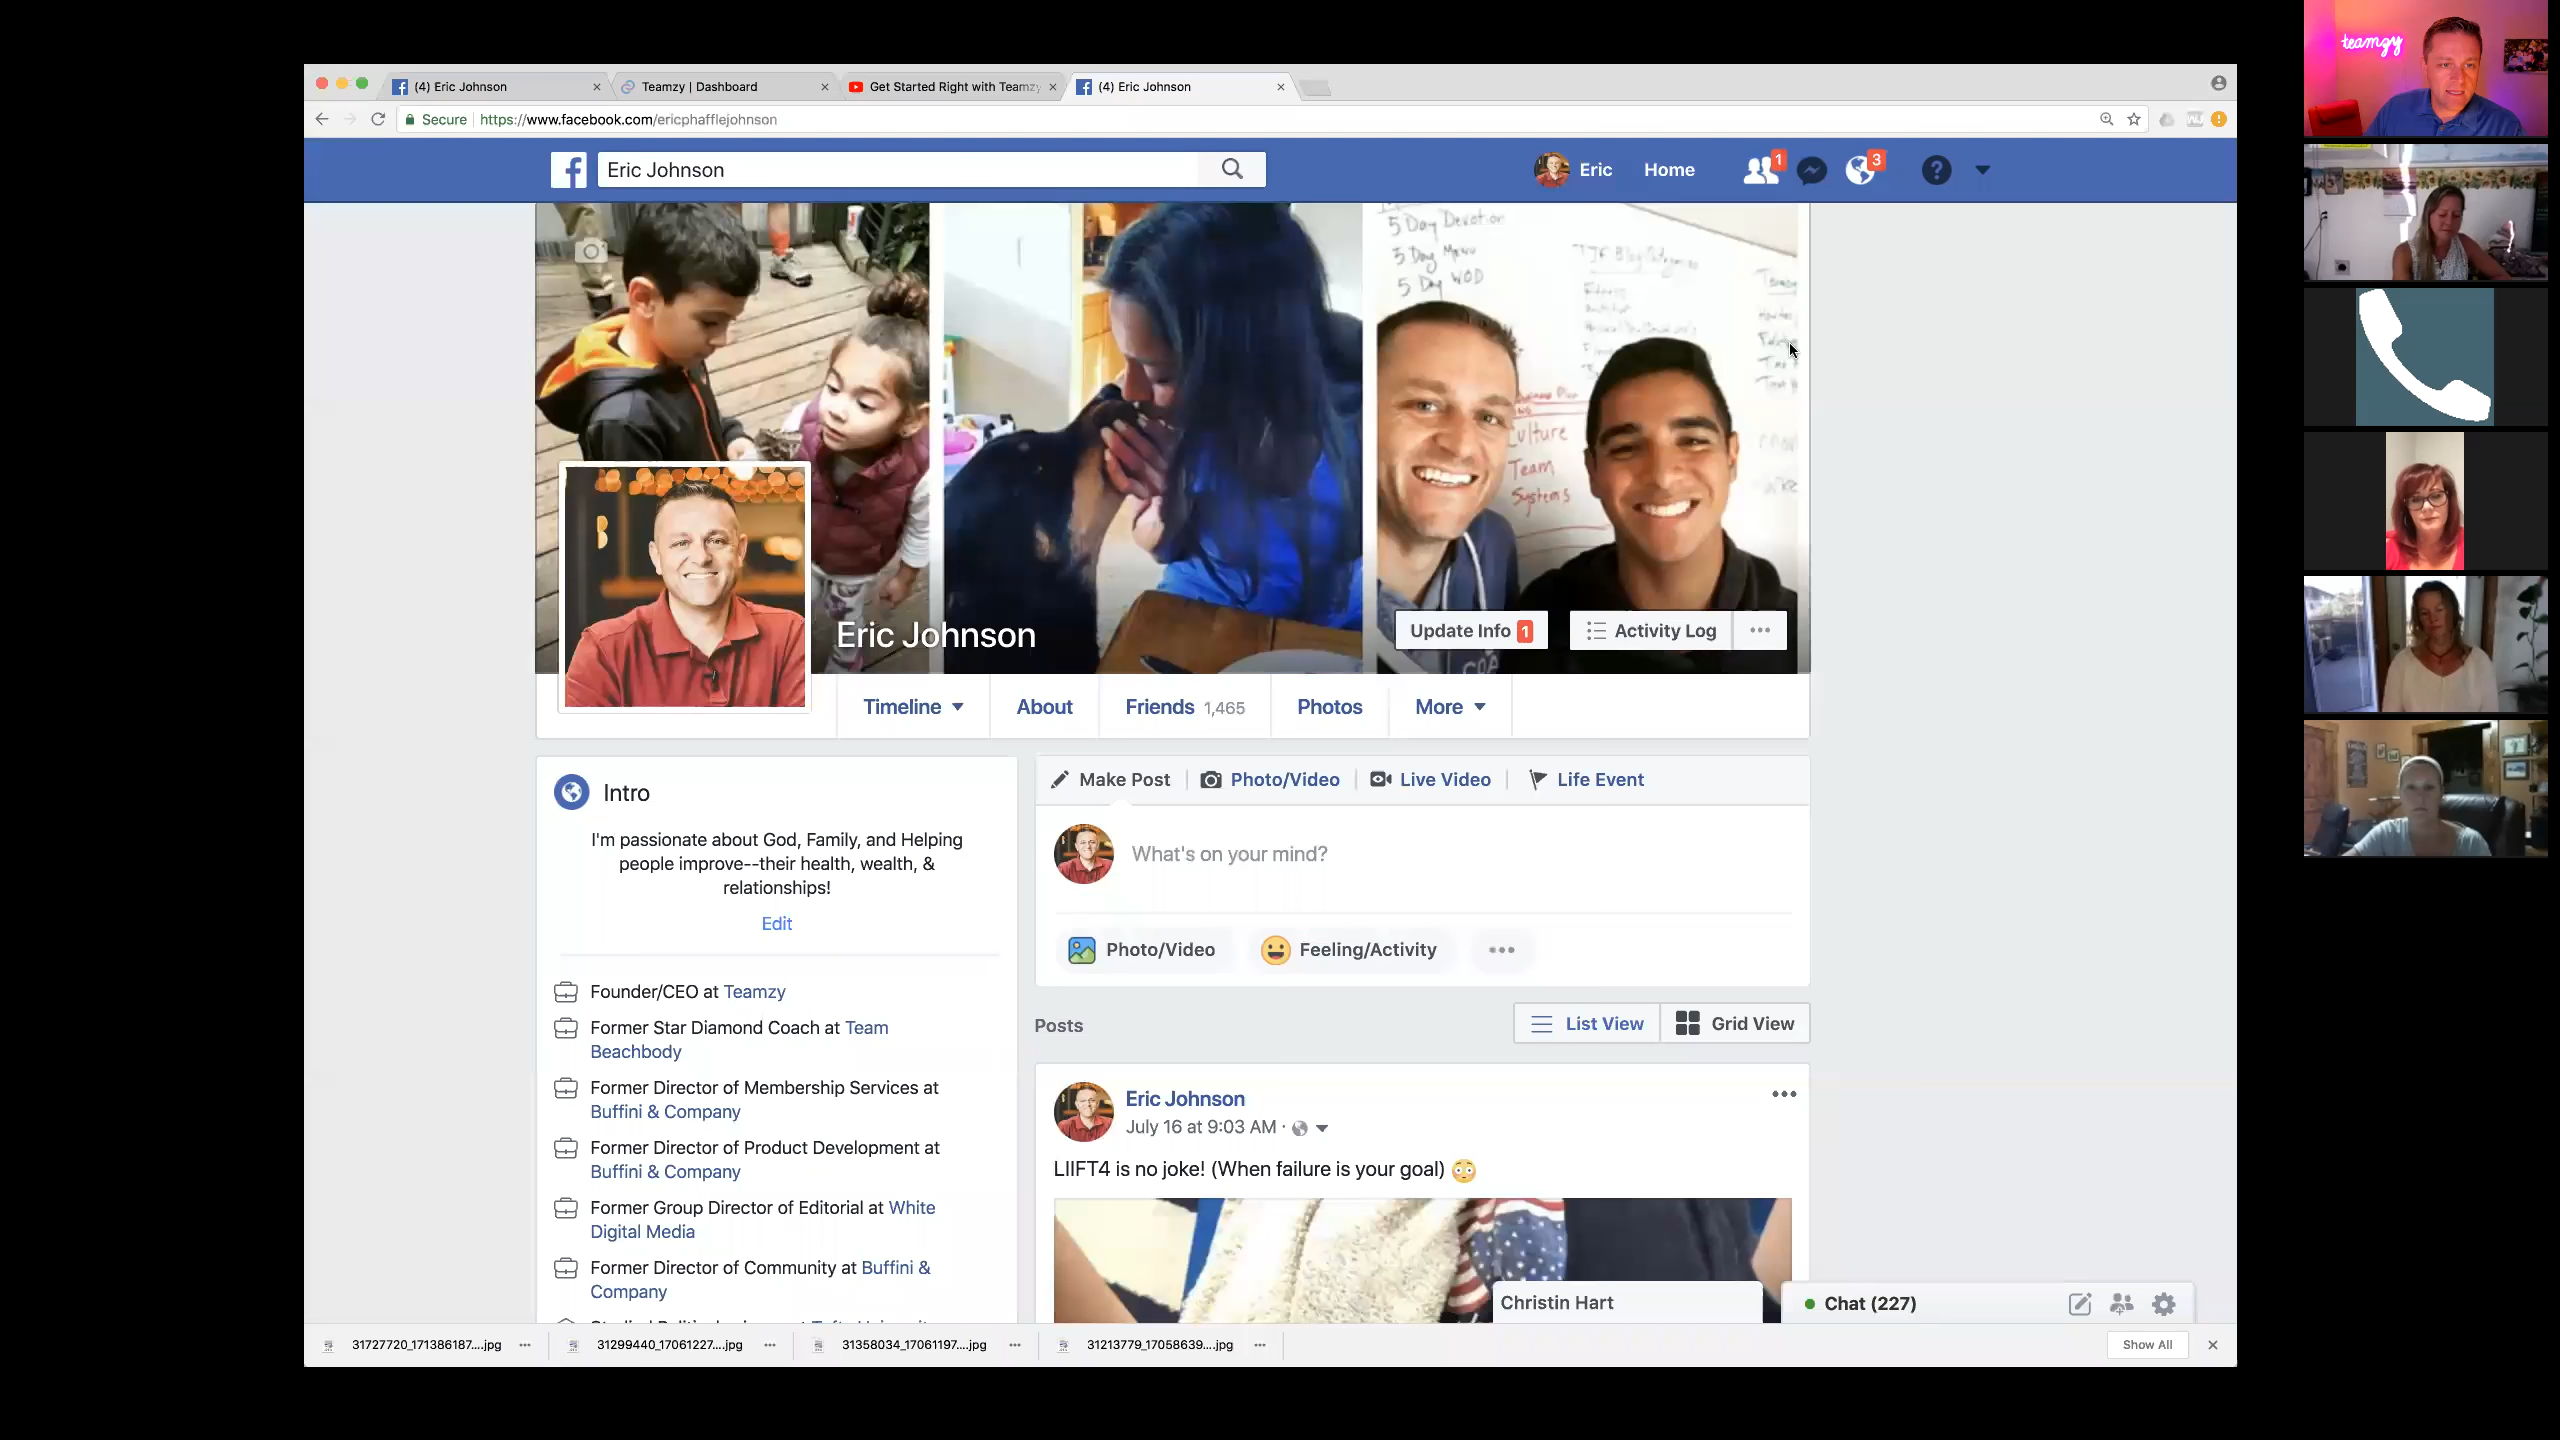 (4) Eric Johnson
Teamzy | Dashboard
Get Started Right with Teamzy
(4) Eric Johnson
Secure https://www.facebook.com/ericphafflejohnson
Eric Johnson
Eric
Home
1
3
teamzy
5 Day Devotion
5 Day
5 Day WOD
Culture
Team
Systems
Eric Johnson
Update Info 1
Activity Log
Timeline
About
Friends 1,465
Photos
More
Intro
I'm passionate about God, Family, and Helping
people improve--their health, wealth, &
relationships!
Edit
Founder/CEO at Teamzy
Former Star Diamond Coach at Team
Beachbody
Former Director of Membership Services at
Buffini & Company
Former Director of Product Development at
Buffini & Company
Former Group Director of Editorial at White
Digital Media
Former Director of Community at Buffini &
Company
Make Post
Photo/Video
Live Video
Life Event
What's on your mind?
Photo/Video
Feeling/Activity
Posts
List View
Grid View
Eric Johnson
July 16 at 9:03 AM ·
LIIFT4 is no joke! (When failure is your goal)
Christin Hart
Chat (227)
31727720_171386187....jpg
31299440_17061227....jpg
31358034_17061197....jpg
31213779_17058639....jpg
Show All